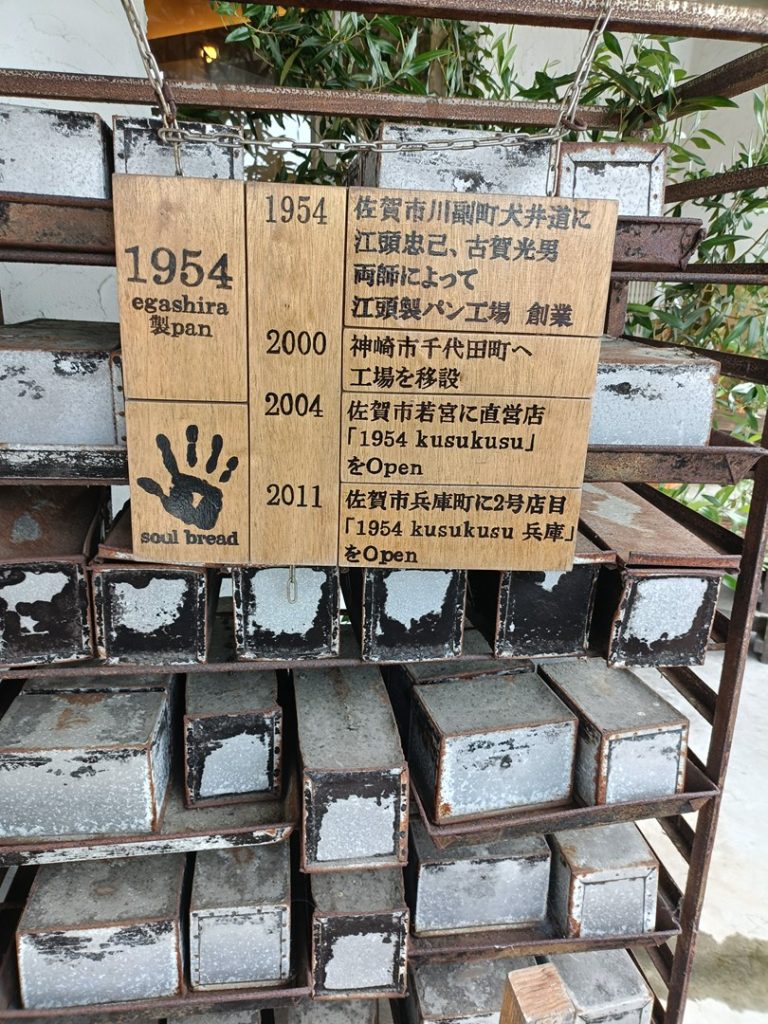 1954
egashira
製pan
soul bread
1954
佐賀市川副町犬井道に
江頭忠己、古賀光男
両師によって
江頭製パン工場 創業
2000
神崎市千代田町へ
工場を移設
2004
佐賀市若宮に直営店
「1954 kusukusu」
をOpen
2011
佐賀市兵庫町に2号店目
「1954 kusukusu 兵庫」
をOpen